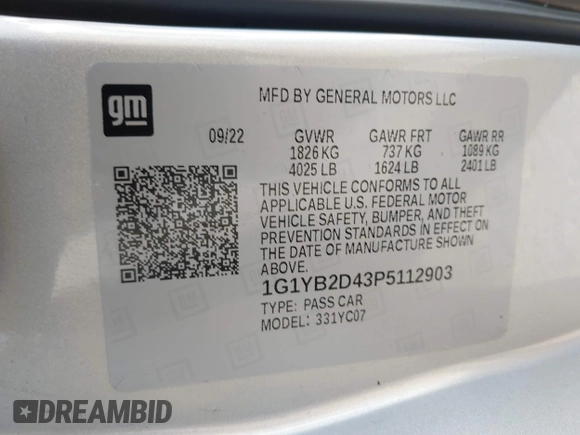 gm
MFD BY GENERAL MOTORS LLC
09/22 GVWR GAWR FRT GAWR RR
1826 KG 737 KG 1089 KG
4025 LB 1624 LB 2401 LB
THIS VEHICLE CONFORMS TO ALL
APPLICABLE U.S. FEDERAL MOTOR
VEHICLE SAFETY, BUMPER, AND THEFT
PREVENTION STANDARDS IN EFFECT ON
THE DATE OF MANUFACTURE SHOWN
ABOVE.
1G1YB2D43P5112903
TYPE: PASS CAR
MODEL: 331YC07
DREAMBID